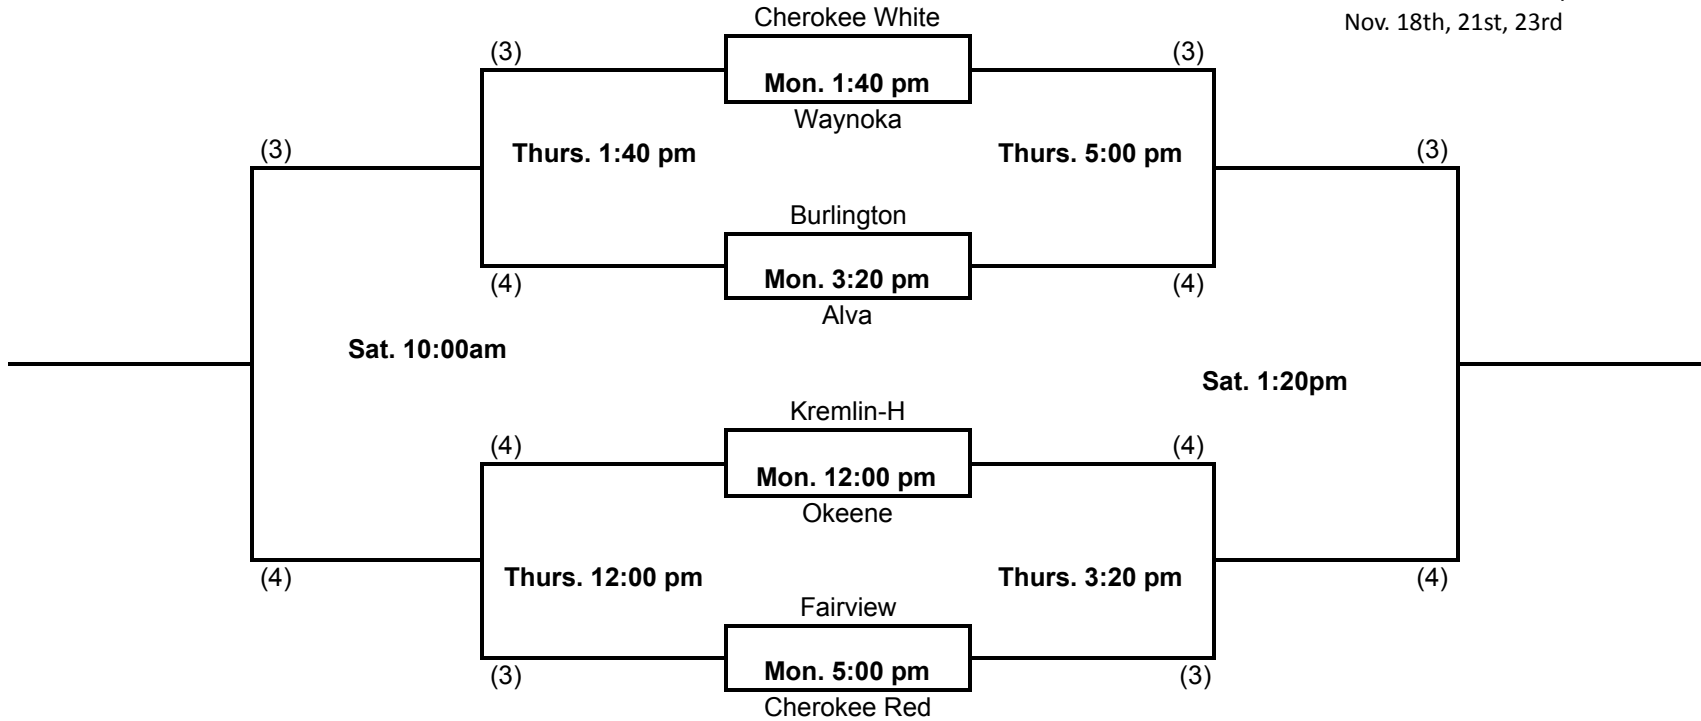 Cherokee White
Nov. 18th, 21st, 23rd
(3)
(3)
Mon. 1:40 pm
Waynoka
(3)
Thurs. 1:40 pm
Thurs. 5:00 pm
(3)
Burlington
Mon. 3:20 pm
(4)
(4)
Alva
Sat. 10:00am
Sat. 1:20pm
Kremlin-H
(4)
(4)
Mon. 12:00 pm
Okeene
(4)
Thurs. 12:00 pm
Thurs. 3:20 pm
(4)
Fairview
Mon. 5:00 pm
(3)
(3)
Cherokee Red